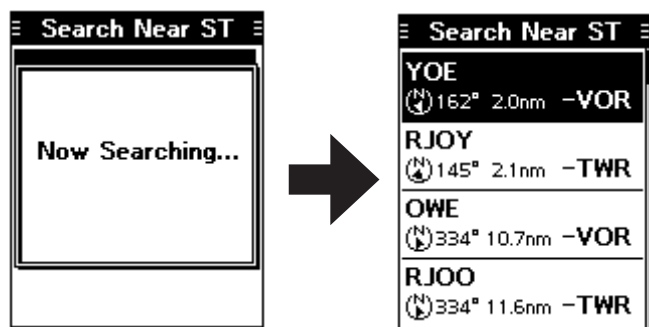 Search Near ST
Now Searching...
Search Near ST
YOE
N 162° 2.0nm -VOR
RJOY
N 145° 2.1nm -TWR
OWE
N 334° 10.7nm -VOR
RJOO
N 334° 11.6nm -TWR